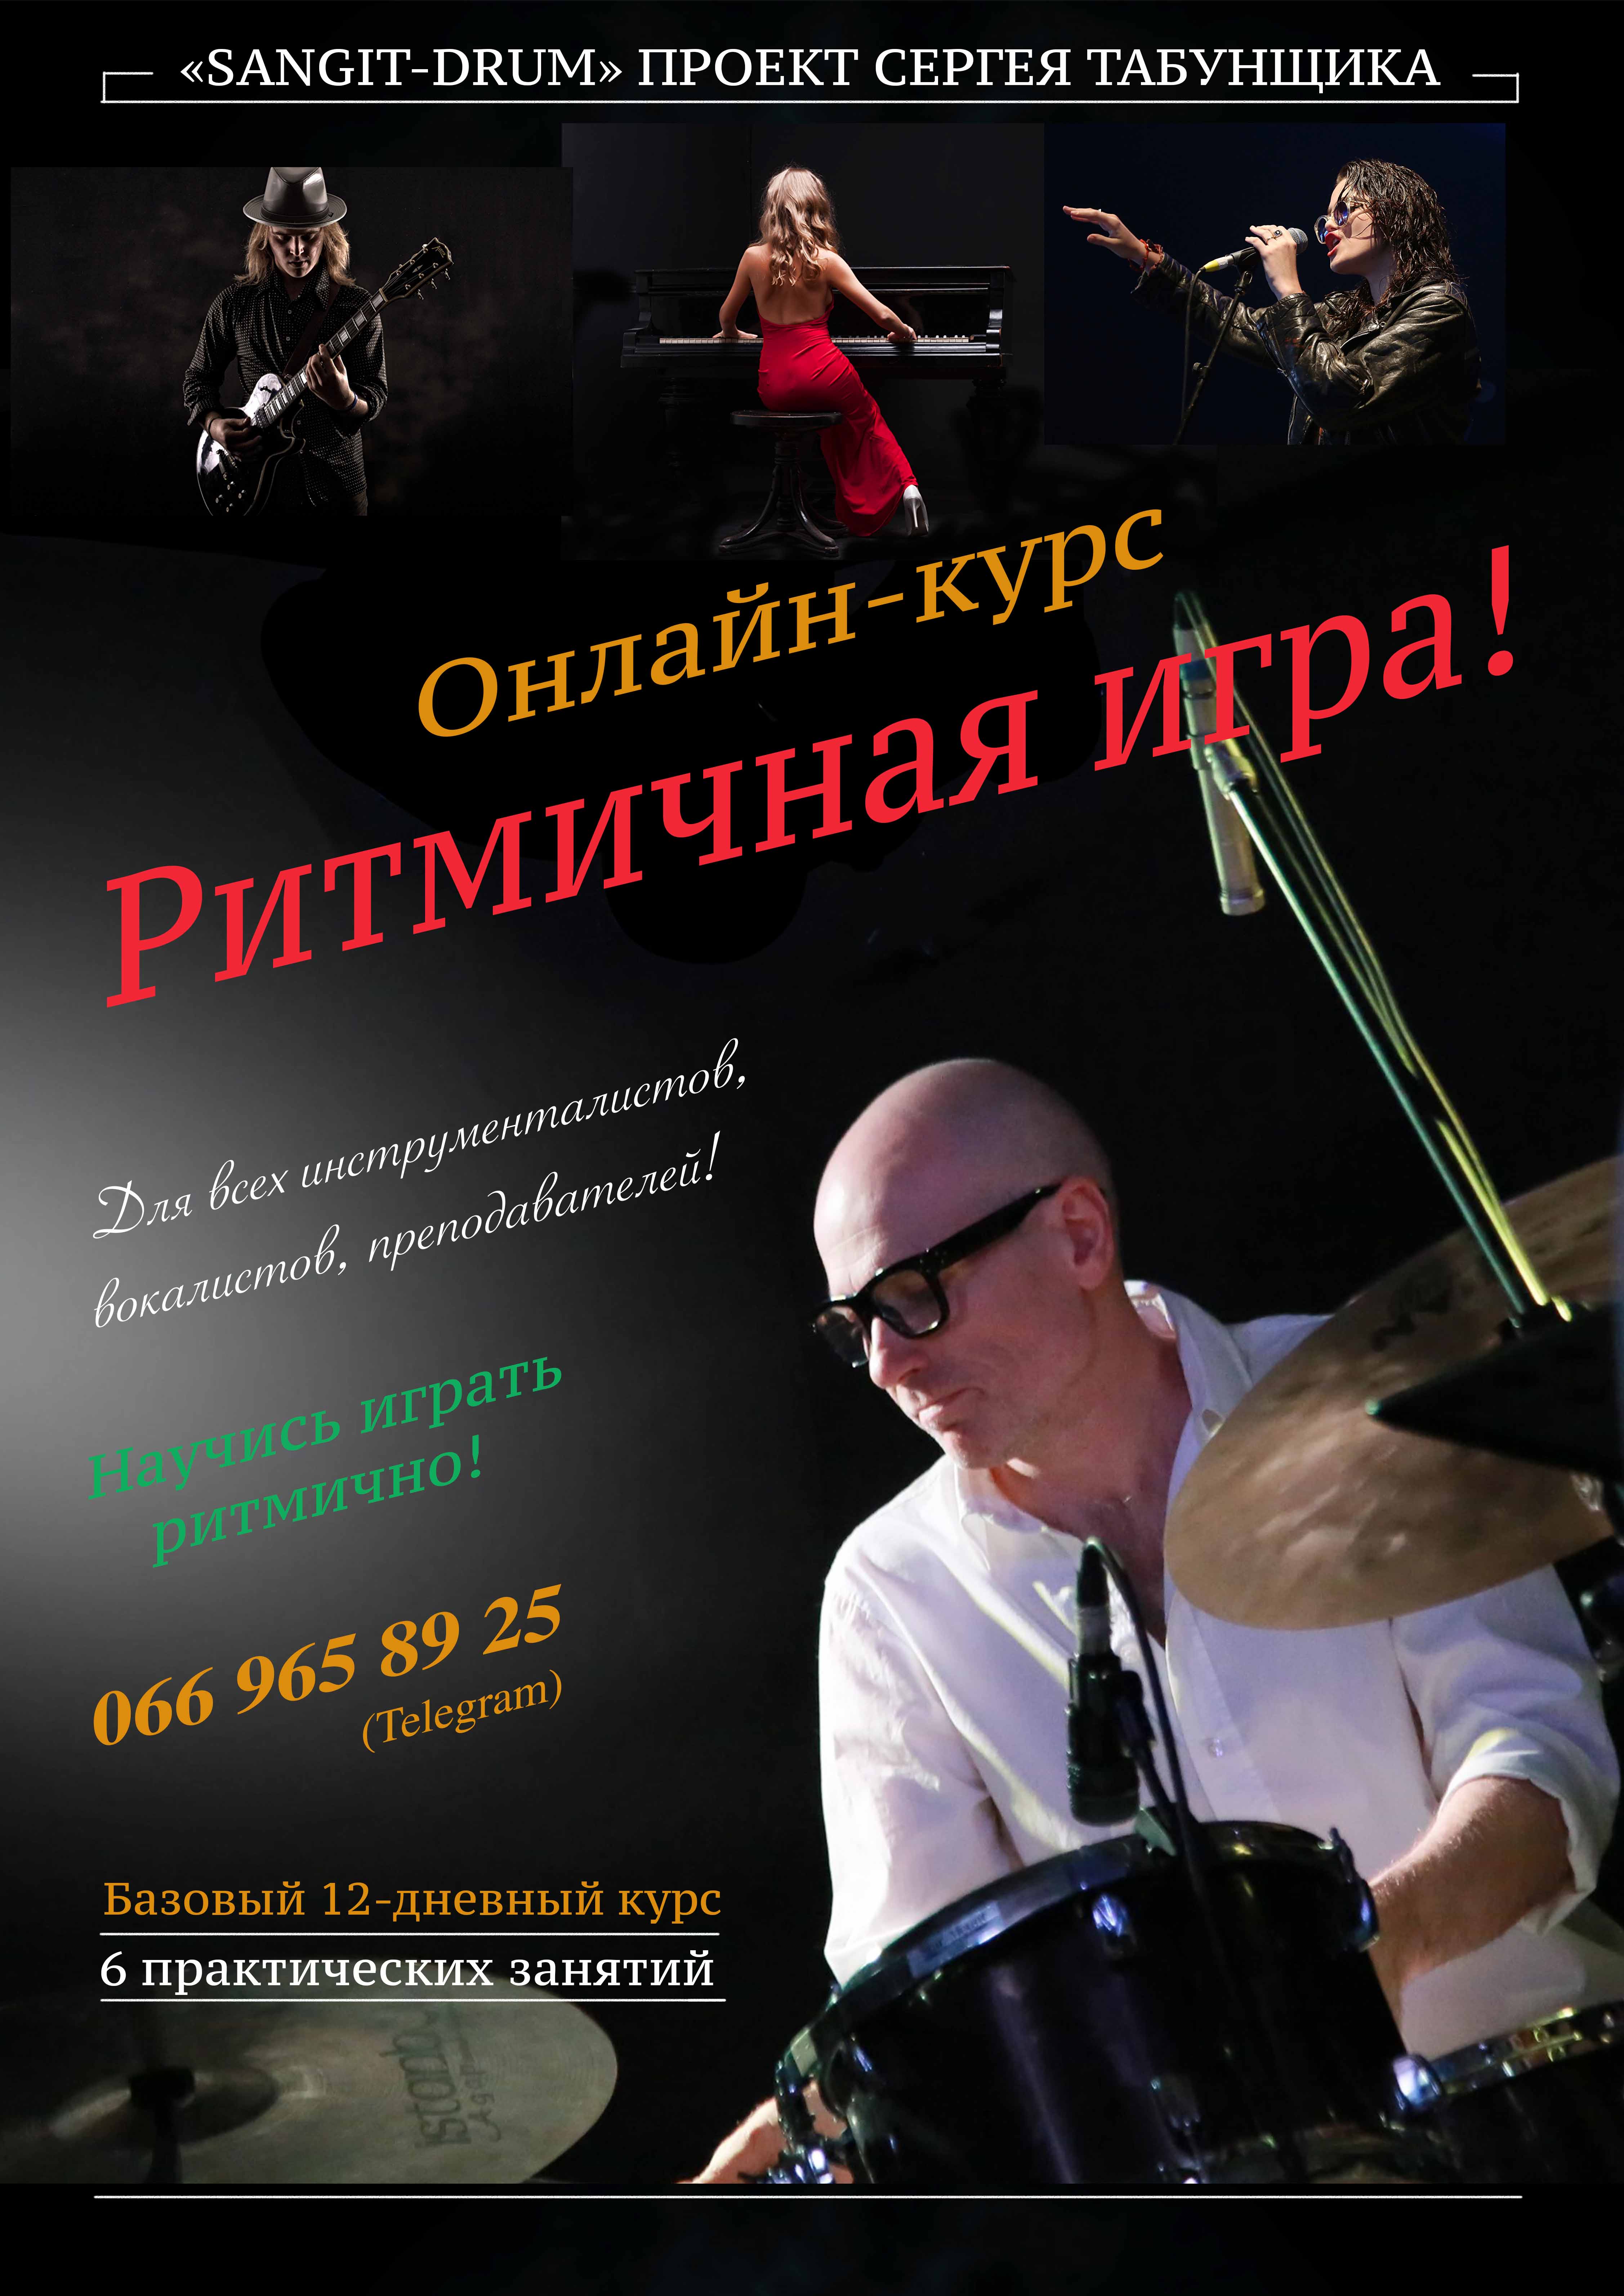 «SANGIT-DRUM» ПРОЕКТ СЕРГЕЯ ТАБУНЩИКА
Онлайн-курс
Ритмичная игра!
Для всех инструменталистов,
вокалистов, преподавателей!
Научись играть
ритмично!
066 965 89 25
(Telegram)
Базовый 12-дневный курс
6 практических занятий